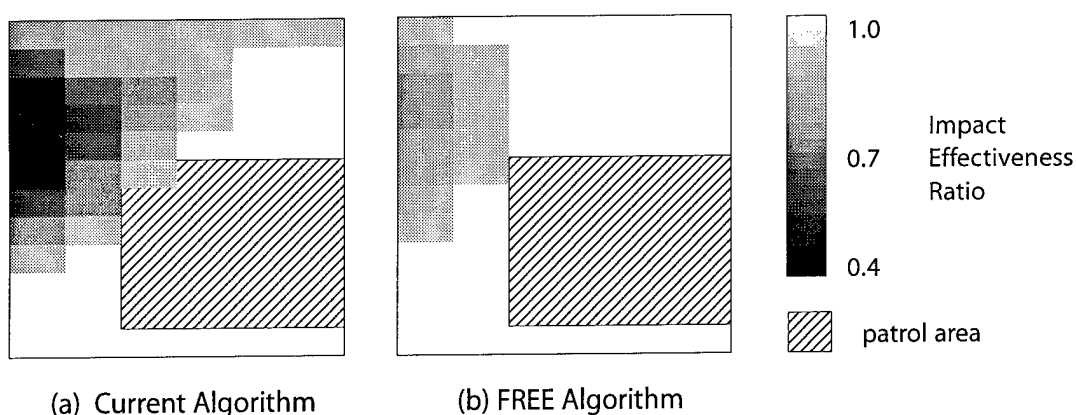 1.0
0.7
0.4
Impact
Effectiveness
Ratio
patrol area
(a) Current Algorithm
(b) FREE Algorithm